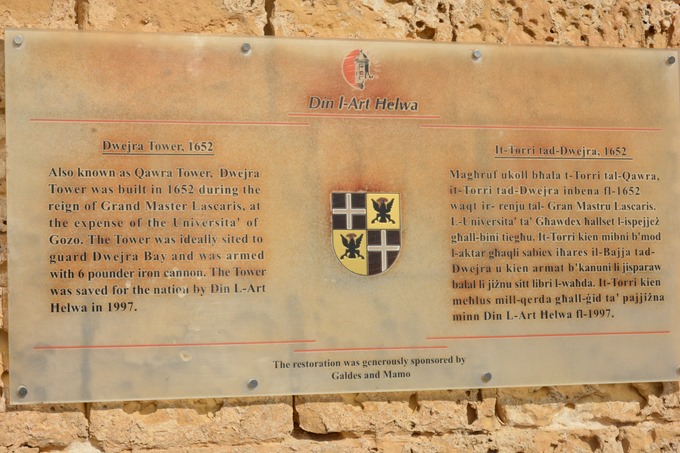 Din l-Art Helwa
Dwejra Tower, 1652
Also known as Qawra Tower, Dwejra
Tower was built in 1652 during the
reign of Grand Master Lascaris, at
the expense of the Universita' of
Gozo. The Tower was ideally sited to
guard Dwejra Bay and was armed
with 6 pounder iron cannon. The Tower
was saved for the nation by Din L-Art
Helwa in 1997.
It-Torri tad-Dwejra, 1652
Magħruf ukoll bħala t-Torri tal-Qawra,
it-Torri tad-Dwejra inbena fl-1652
waqt ir- renju tal- Gran Mastru Lascaris.
L-Universita' ta' Għawdex ħallset l-ispejjeż
għall-bini tiegħu. It-Torri kien mibni b'mod
l-aktar għaqli sabiex iħares il-Bajja tad-
Dwejra u kien armat b'kanuni li jisparaw
balal li jiżnu sitt libri l-waħda. It-Torri kien
meħlus mill-qerda għall-ġid ta' pajjiżna
minn Din L-Art Helwa fl-1997.
The restoration was generously sponsored by
Galdes and Mamo